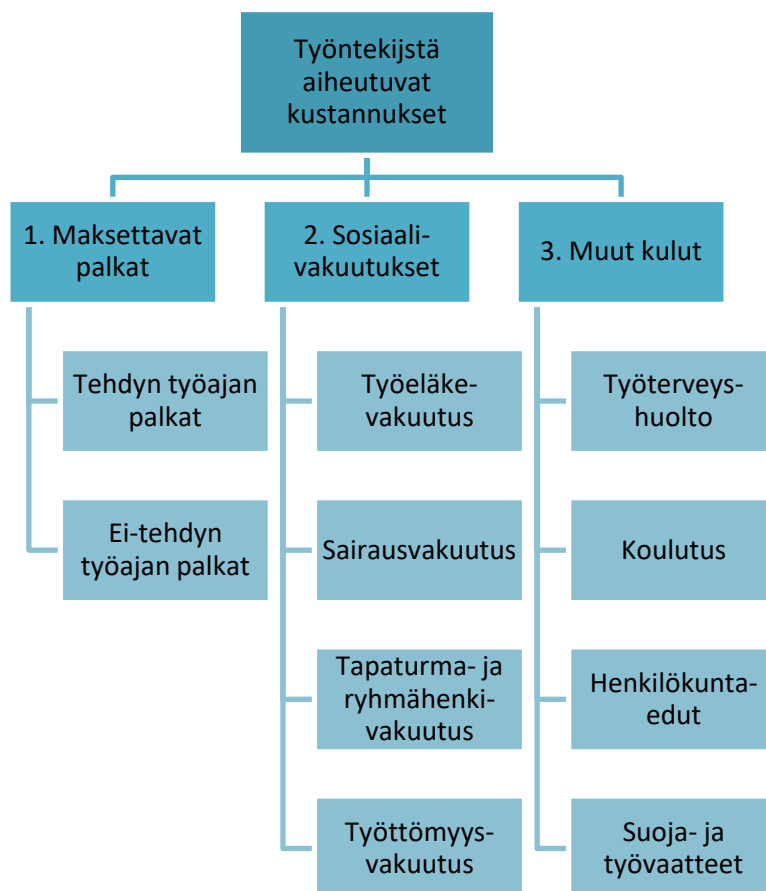 Työntekijstä
aiheutuvat
kustannukset
1. Maksettavat
palkat
2. Sosiaali-
vakuutukset
3. Muut kulut
Tehdyn työajan
palkat
Ei-tehdyn
työajan palkat
Työeläke-
vakuutus
Sairausvakuutus
Tapaturma- ja
ryhmähenki-
vakuutus
Työttömyys-
vakuutus
Työterveys-
huolto
Koulutus
Henkilökunta-
edut
Suoja- ja
työvaatteet